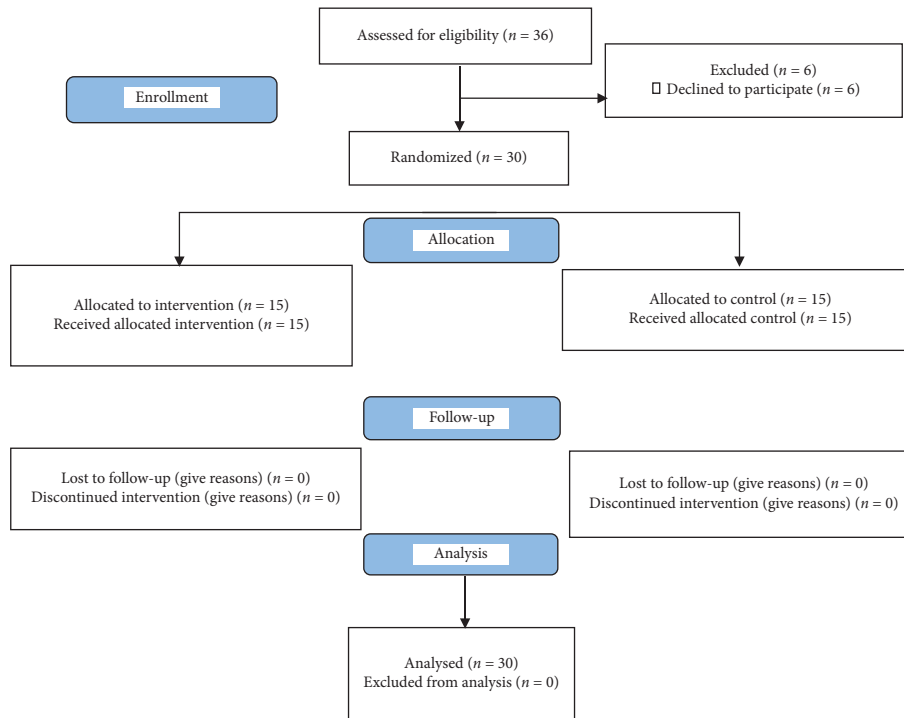 Assessed for eligibility (n = 36)
Excluded (n = 6)
▯ Declined to participate (n = 6)
Enrollment
Randomized (n = 30)
Allocation
Allocated to intervention (n = 15)
Received allocated intervention (n = 15)
Allocated to control (n = 15)
Received allocated control (n = 15)
Follow-up
Lost to follow-up (give reasons) (n = 0)
Discontinued intervention (give reasons) (n = 0)
Lost to follow-up (give reasons) (n = 0)
Discontinued intervention (give reasons) (n = 0)
Analysis
Analysed (n = 30)
Excluded from analysis (n = 0)